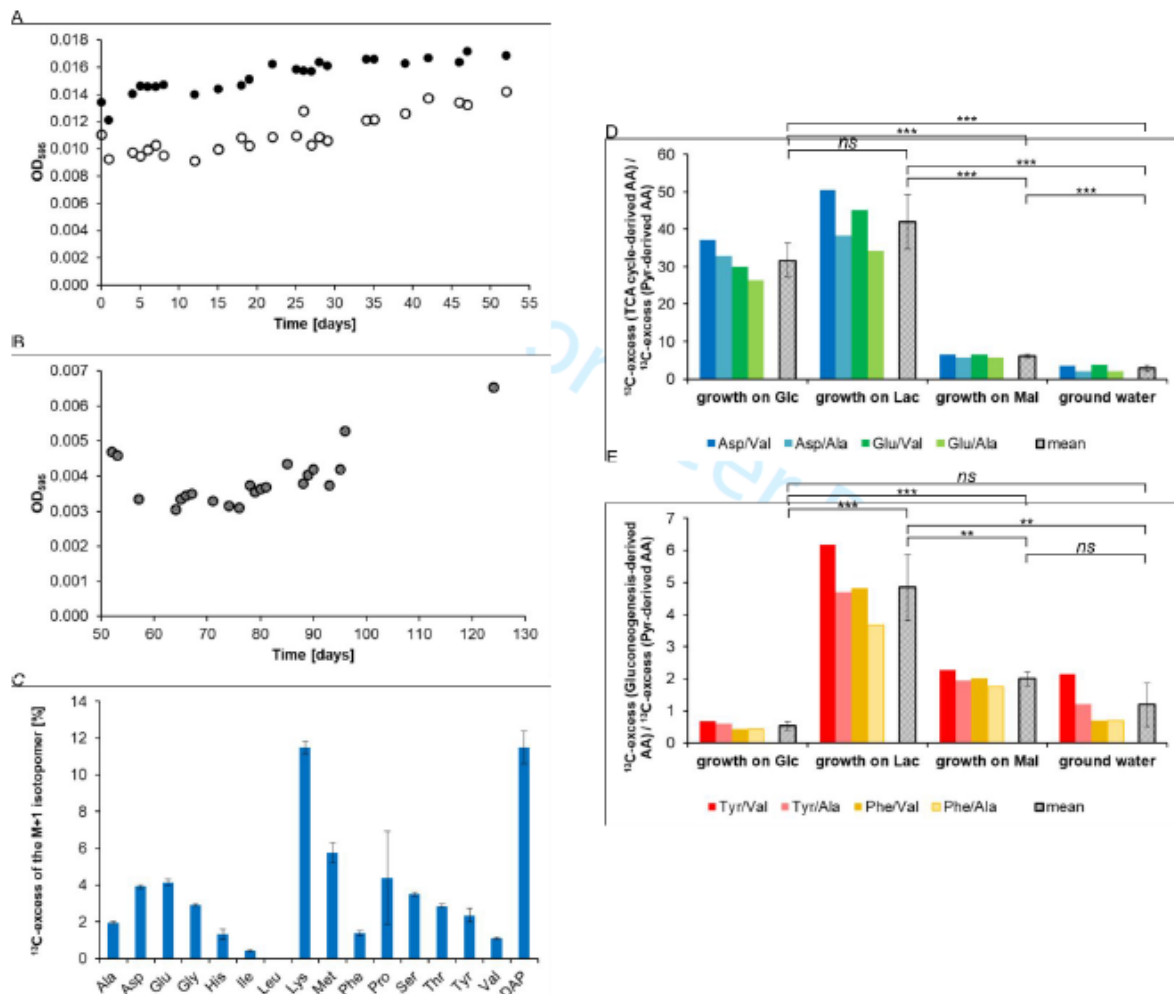 A
0.018
0.016
0.014
0.012
0.010
0.008
0.006
0.004
0.002
0.000
OD595
0 5 10 15 20 25 30 35 40 45 50 55
Time [days]
B
0.007
0.006
0.005
0.004
0.003
0.002
0.001
0.000
OD595
50 60 70 80 90 100 110 120 130
Time [days]
C
14
12
10
8
6
4
2
0
¹³C-excess of the M+1 isotopomer [%]
Ala Asp Glu Gly His Ile Leu Lys Met Phe Pro Ser Thr Tyr Val DAP
D
***
***
ns
***
***
***
60
50
40
30
20
10
0
¹³C-excess (TCA cycle-derived AA) /
¹³C-excess (Pyr-derived AA)
growth on Glc growth on Lac growth on Mal ground water
Asp/Val Asp/Ala Glu/Val Glu/Ala mean
E
ns
***
***
**
**
ns
7
6
5
4
3
2
1
0
¹³C-excess (Gluconeogenesis-derived
AA) / ¹³C-excess (Pyr-derived AA)
growth on Glc growth on Lac growth on Mal ground water
Tyr/Val Tyr/Ala Phe/Val Phe/Ala mean